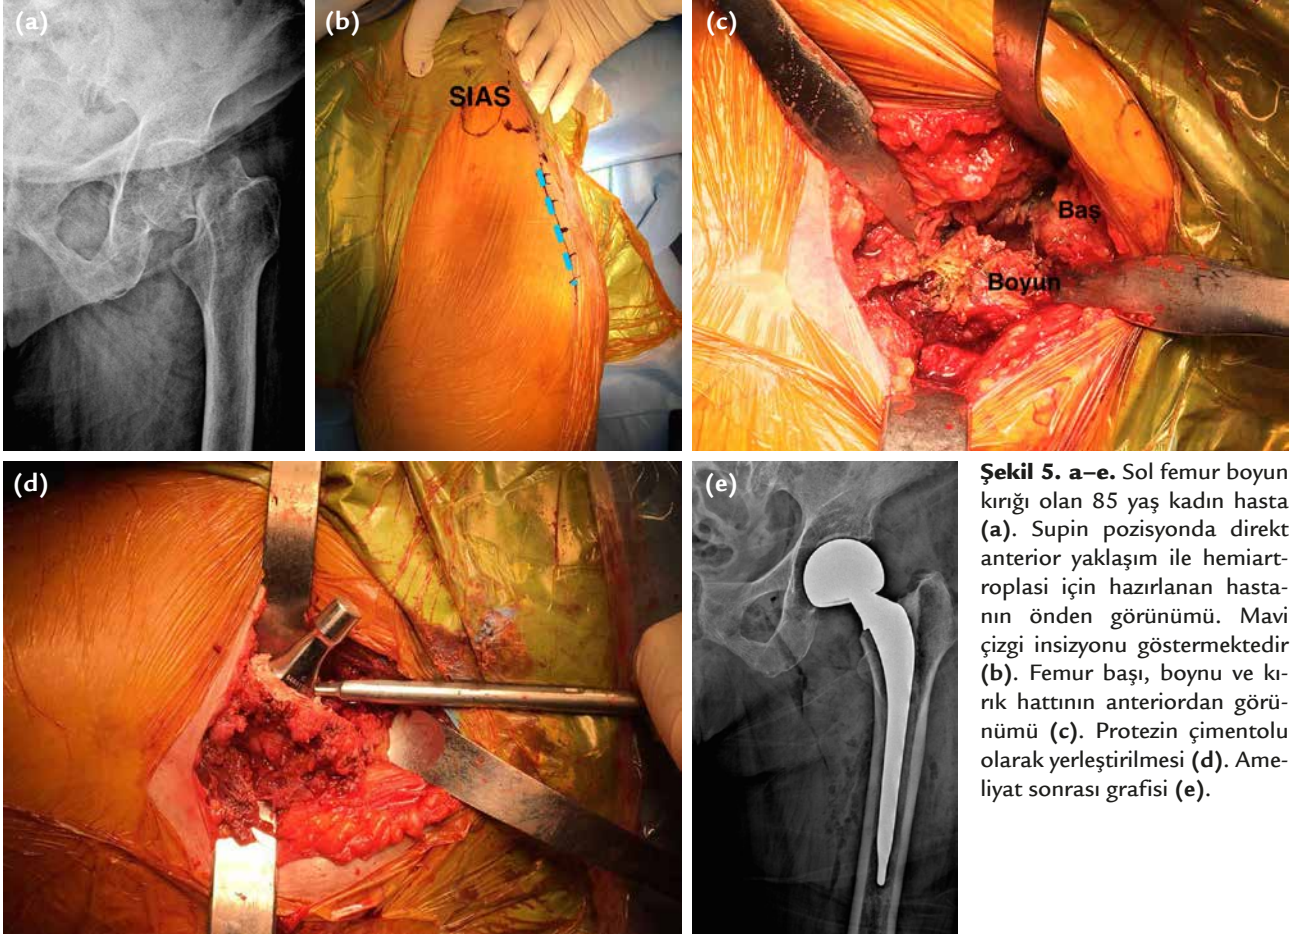 (a)
(b)
SIAS
(c)
Baş
Boyun
(d)
(e)
Şekil 5. a–e. Sol femur boyun
kırığı olan 85 yaş kadın hasta
(a). Supin pozisyonda direkt
anterior yaklaşım ile hemiart-
roplasi için hazırlanan hasta-
nın önden görünümü. Mavi
çizgi insizyonu göstermektedir
(b). Femur başı, boynu ve kı-
rık hattının anteriordan görü-
nümü (c). Protezin çimentolu
olarak yerleştirilmesi (d). Ame-
liyat sonrası grafisi (e).